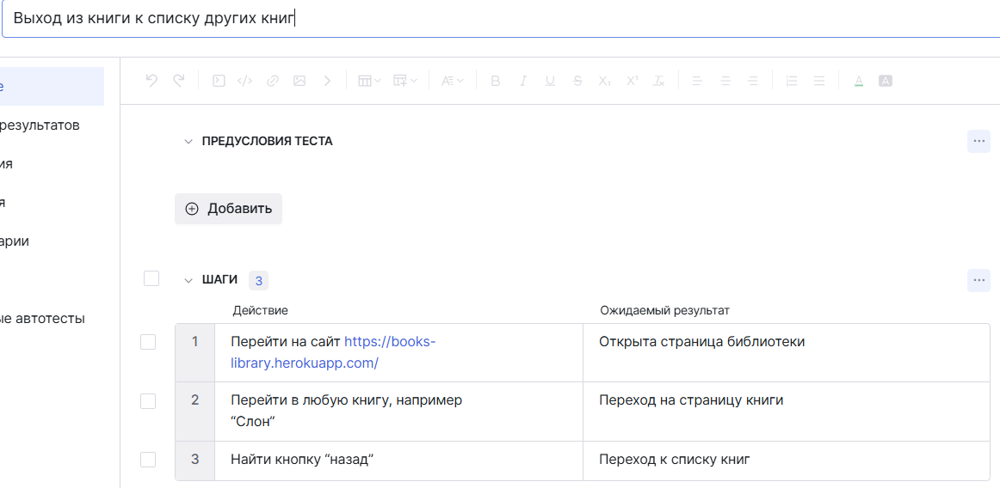 Выход из книги к списку других книг
е
результатов
ия
я
арии
ые автотесты
ПРЕДУСЛОВИЯ ТЕСТА
Добавить
ШАГИ 3
Действие Ожидаемый результат
1 Перейти на сайт https://books-
library.herokuapp.com/ Открыта страница библиотеки
2 Перейти в любую книгу, например
“Слон” Переход на страницу книги
3 Найти кнопку “назад” Переход к списку книг